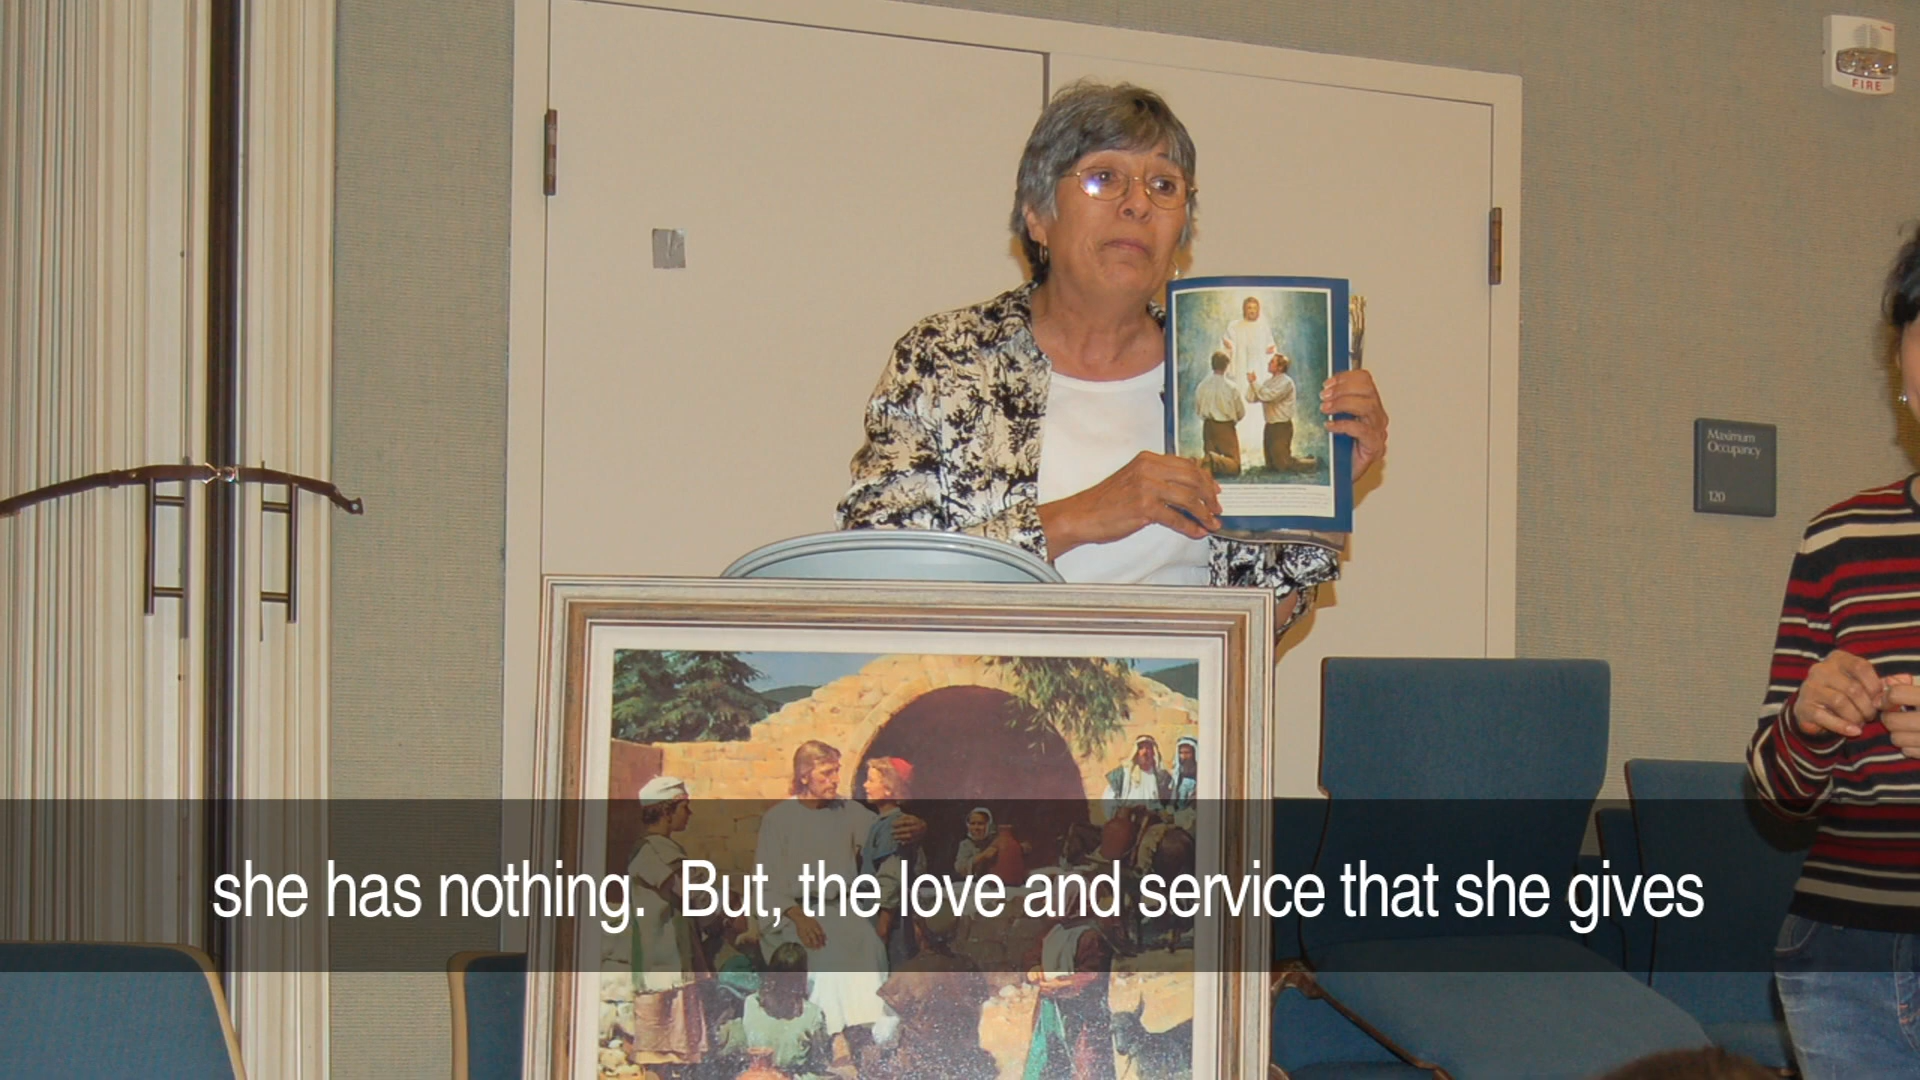 FIRE
Maximum
Occupancy
120
she has nothing.  But, the love and service that she gives